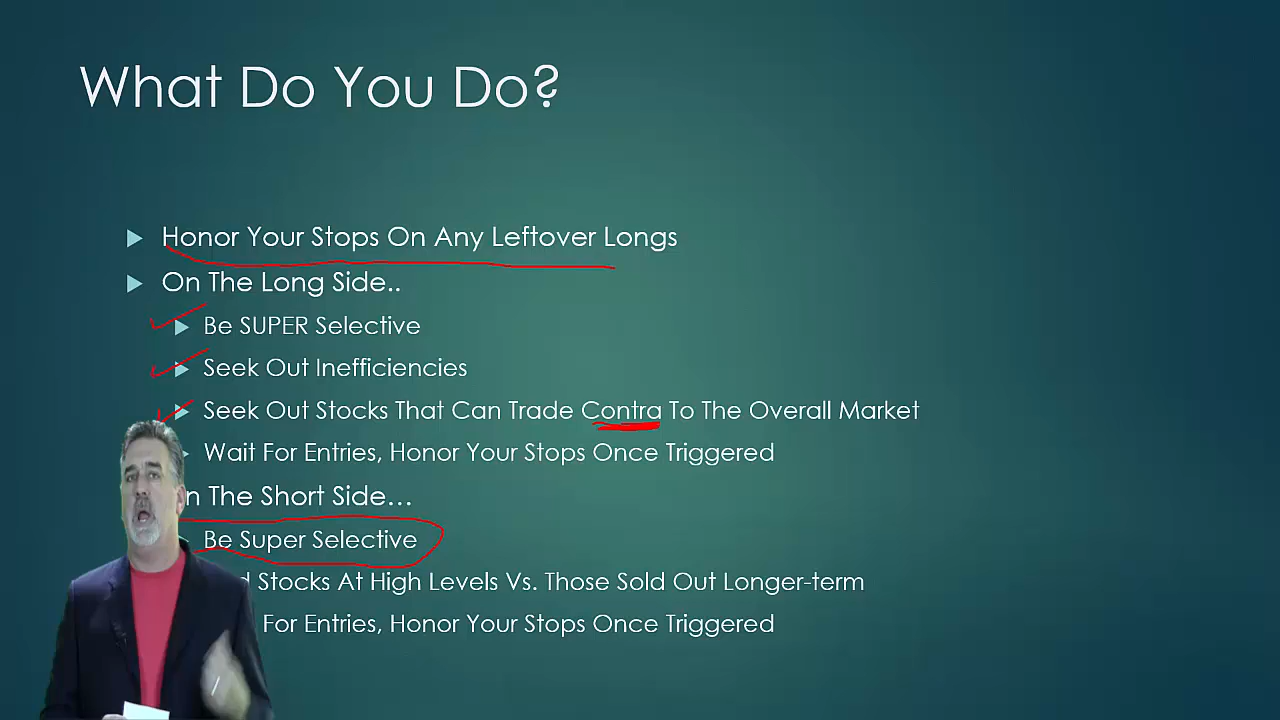 What Do You Do?
Honor Your Stops On Any Leftover Longs
On The Long Side..
Be SUPER Selective
Seek Out Inefficiencies
Seek Out Stocks That Can Trade Contra To The Overall Market
Wait For Entries, Honor Your Stops Once Triggered
The Short Side...
Be Super Selective
Stocks At High Levels Vs. Those Sold Out Longer-term
For Entries, Honor Your Stops Once Triggered